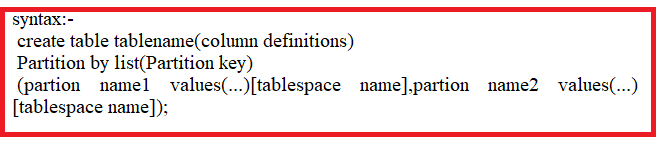 syntax:-
create table tablename(column definitions)
Partition by list(Partition key)
(partion name1 values(...)[tablespace name],partion name2 values(...)
[tablespace name]);